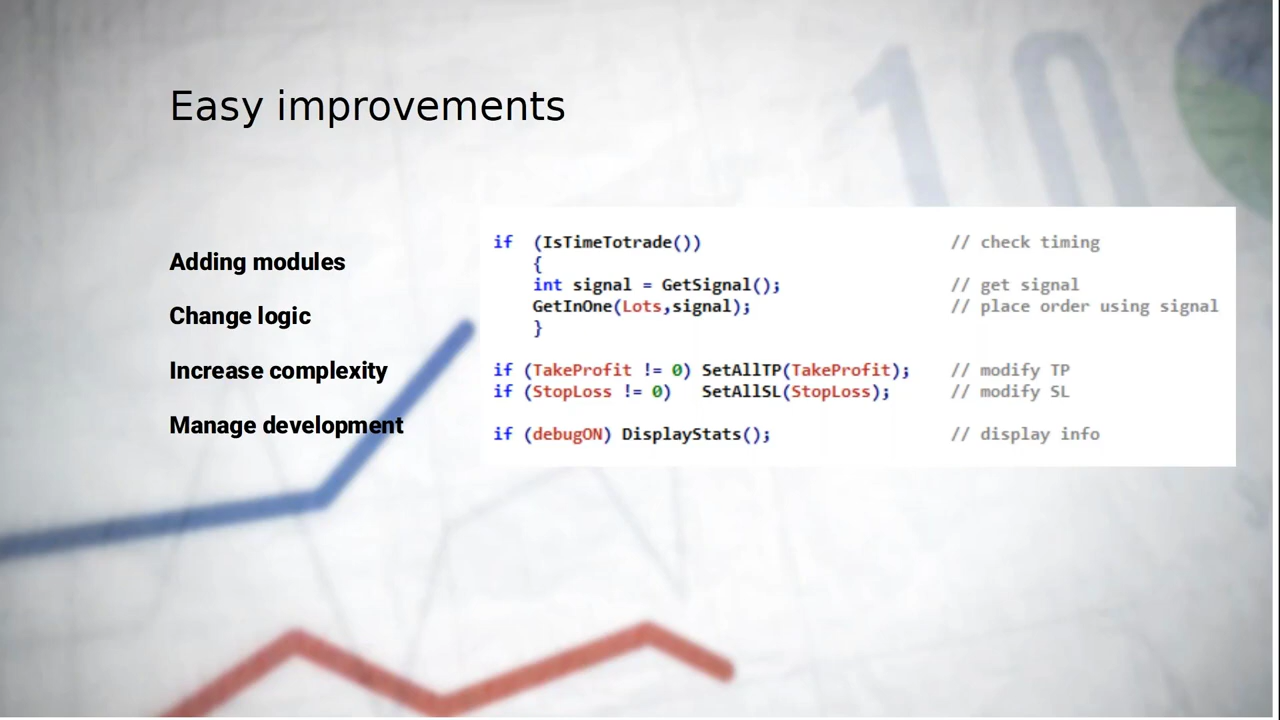 10
Easy improvements
Adding modules
Change logic
Increase complexity
Manage development
if (IsTimeTotrade()) // check timing
{
int signal = GetSignal(); // get signal
GetInOne(Lots,signal); // place order using signal
}
if (TakeProfit != 0) SetAllTP(TakeProfit); // modify TP
if (StopLoss != 0) SetAllSL(StopLoss); // modify SL
if (debugON) DisplayStats(); // display info